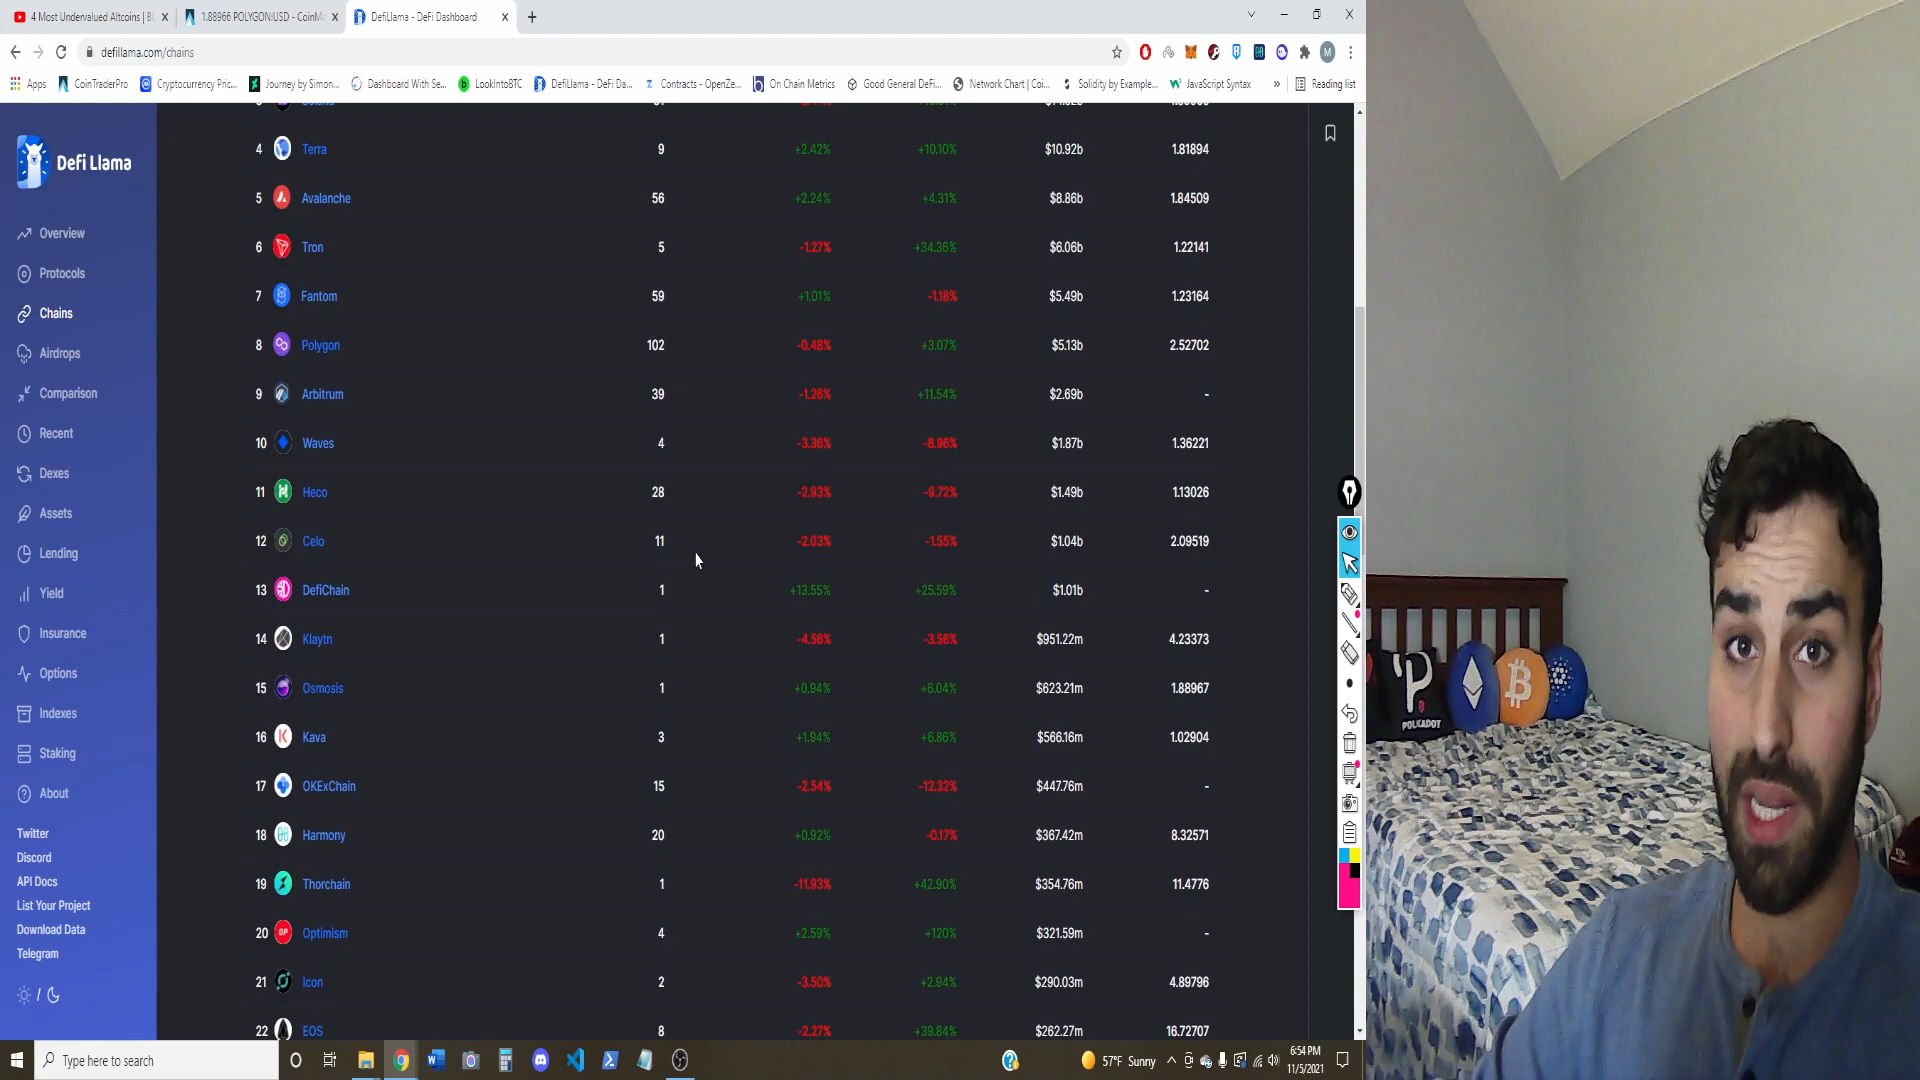 4 Most Undervalued Altcoins | B
1.88966 POLYGON:USD - CoinM
DefiLlama - DeFi Dashboard
defillama.com/chains
M
Apps
CoinTraderPro
Cryptocurrency Pric...
Journey by Simon...
Dashboard With Se...
LookIntoBTC
DefiLlama - DeFi Da...
Contracts - OpenZe...
On Chain Metrics
Good General DeFi...
Network Chart | Coi...
Solidity by Example...
JavaScript Syntax
»
Reading list
Defi Llama
Overview
Protocols
Chains
Airdrops
Comparison
Recent
Dexes
Assets
Lending
Yield
Insurance
Options
Indexes
Staking
About
Twitter
Discord
API Docs
List Your Project
Download Data
Telegram
/
4 Terra 9 +2.42% +10.10% $10.92b 1.81894
5 Avalanche 56 +2.24% +4.31% $8.86b 1.84509
6 Tron 5 -1.27% +34.36% $6.06b 1.22141
7 Fantom 59 +1.01% -1.18% $5.49b 1.23164
8 Polygon 102 -0.48% +3.07% $5.13b 2.52702
9 Arbitrum 39 -1.26% +11.54% $2.69b -
10 Waves 4 -3.36% -8.96% $1.87b 1.36221
11 Heco 28 -2.93% -9.72% $1.49b 1.13026
12 Celo 11 -2.03% -1.55% $1.04b 2.09519
13 DefiChain 1 +13.55% +25.59% $1.01b -
14 Klaytn 1 -4.56% -3.56% $951.22m 4.23373
15 Osmosis 1 +0.94% +6.04% $623.21m 1.88967
16 Kava 3 +1.94% +6.86% $566.16m 1.02904
17 OKExChain 15 -2.54% -12.32% $447.76m -
18 Harmony 20 +0.92% -0.17% $367.42m 8.32571
19 Thorchain 1 -11.93% +42.90% $354.76m 11.4776
20 OP Optimism 4 +2.59% +120% $321.59m -
21 Icon 2 -3.50% +2.94% $290.03m 4.89796
22 EOS 8 -2.27% +39.84% $262.27m 16.72707
POLKADOT
Type here to search
57°F Sunny
6:54 PM
11/5/2021